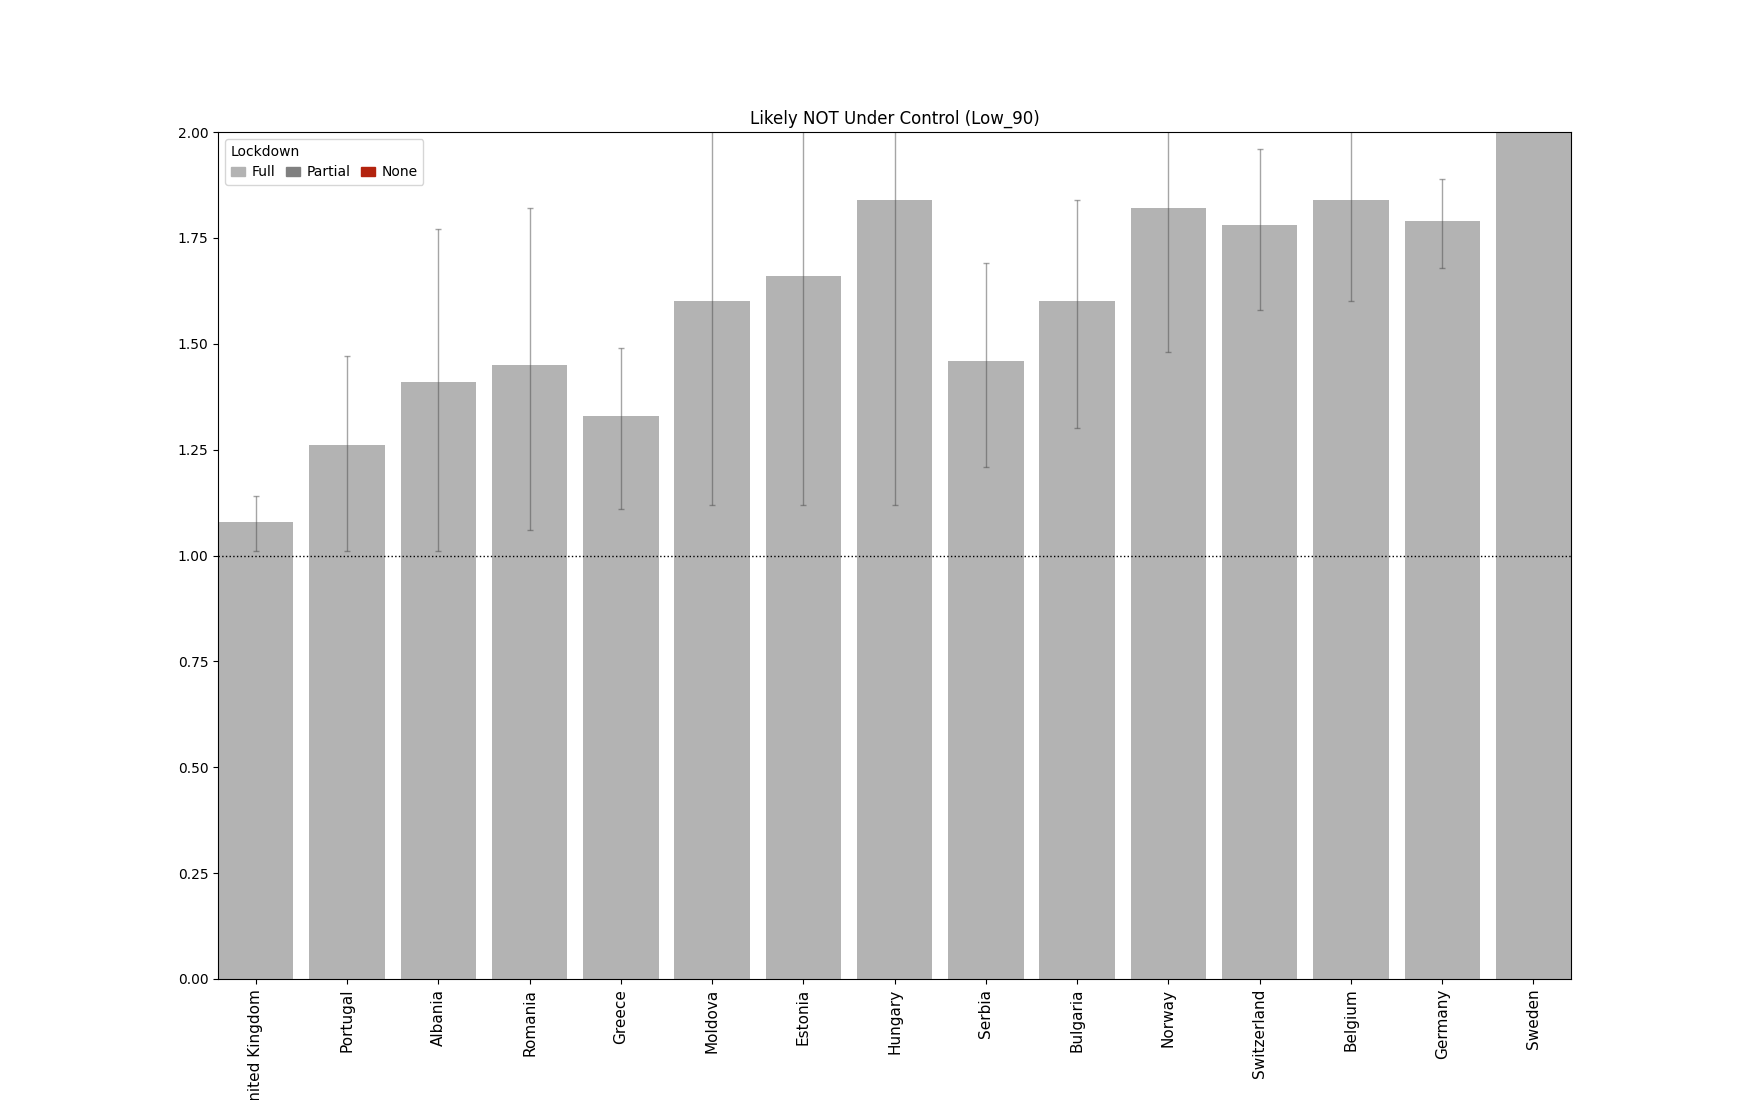 Likely NOT Under Control (Low_90)
2.00
Lockdown
Full Partial None
1.75
1.50
1.25
1.00
0.75
0.50
0.25
0.00
nited Kingdom
Portugal
Albania
Romania
Greece
Moldova
Estonia
Hungary
Serbia
Bulgaria
Norway
Switzerland
Belgium
Germany
Sweden